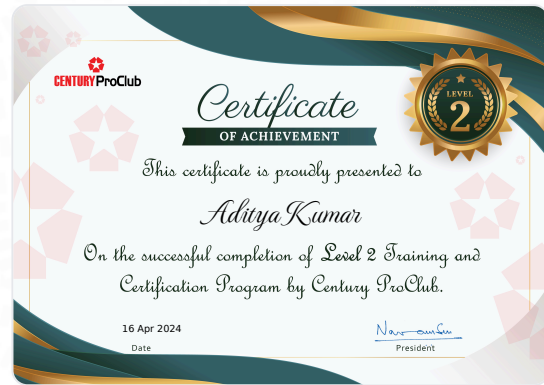 CENTURY ProClub
LEVEL
2
Certificate
OF ACHIEVEMENT
This certificate is proudly presented to
Aditya Kumar
On the successful completion of Level 2 Training and
Certification Program by Century ProClub.
16 Apr 2024
Date
President